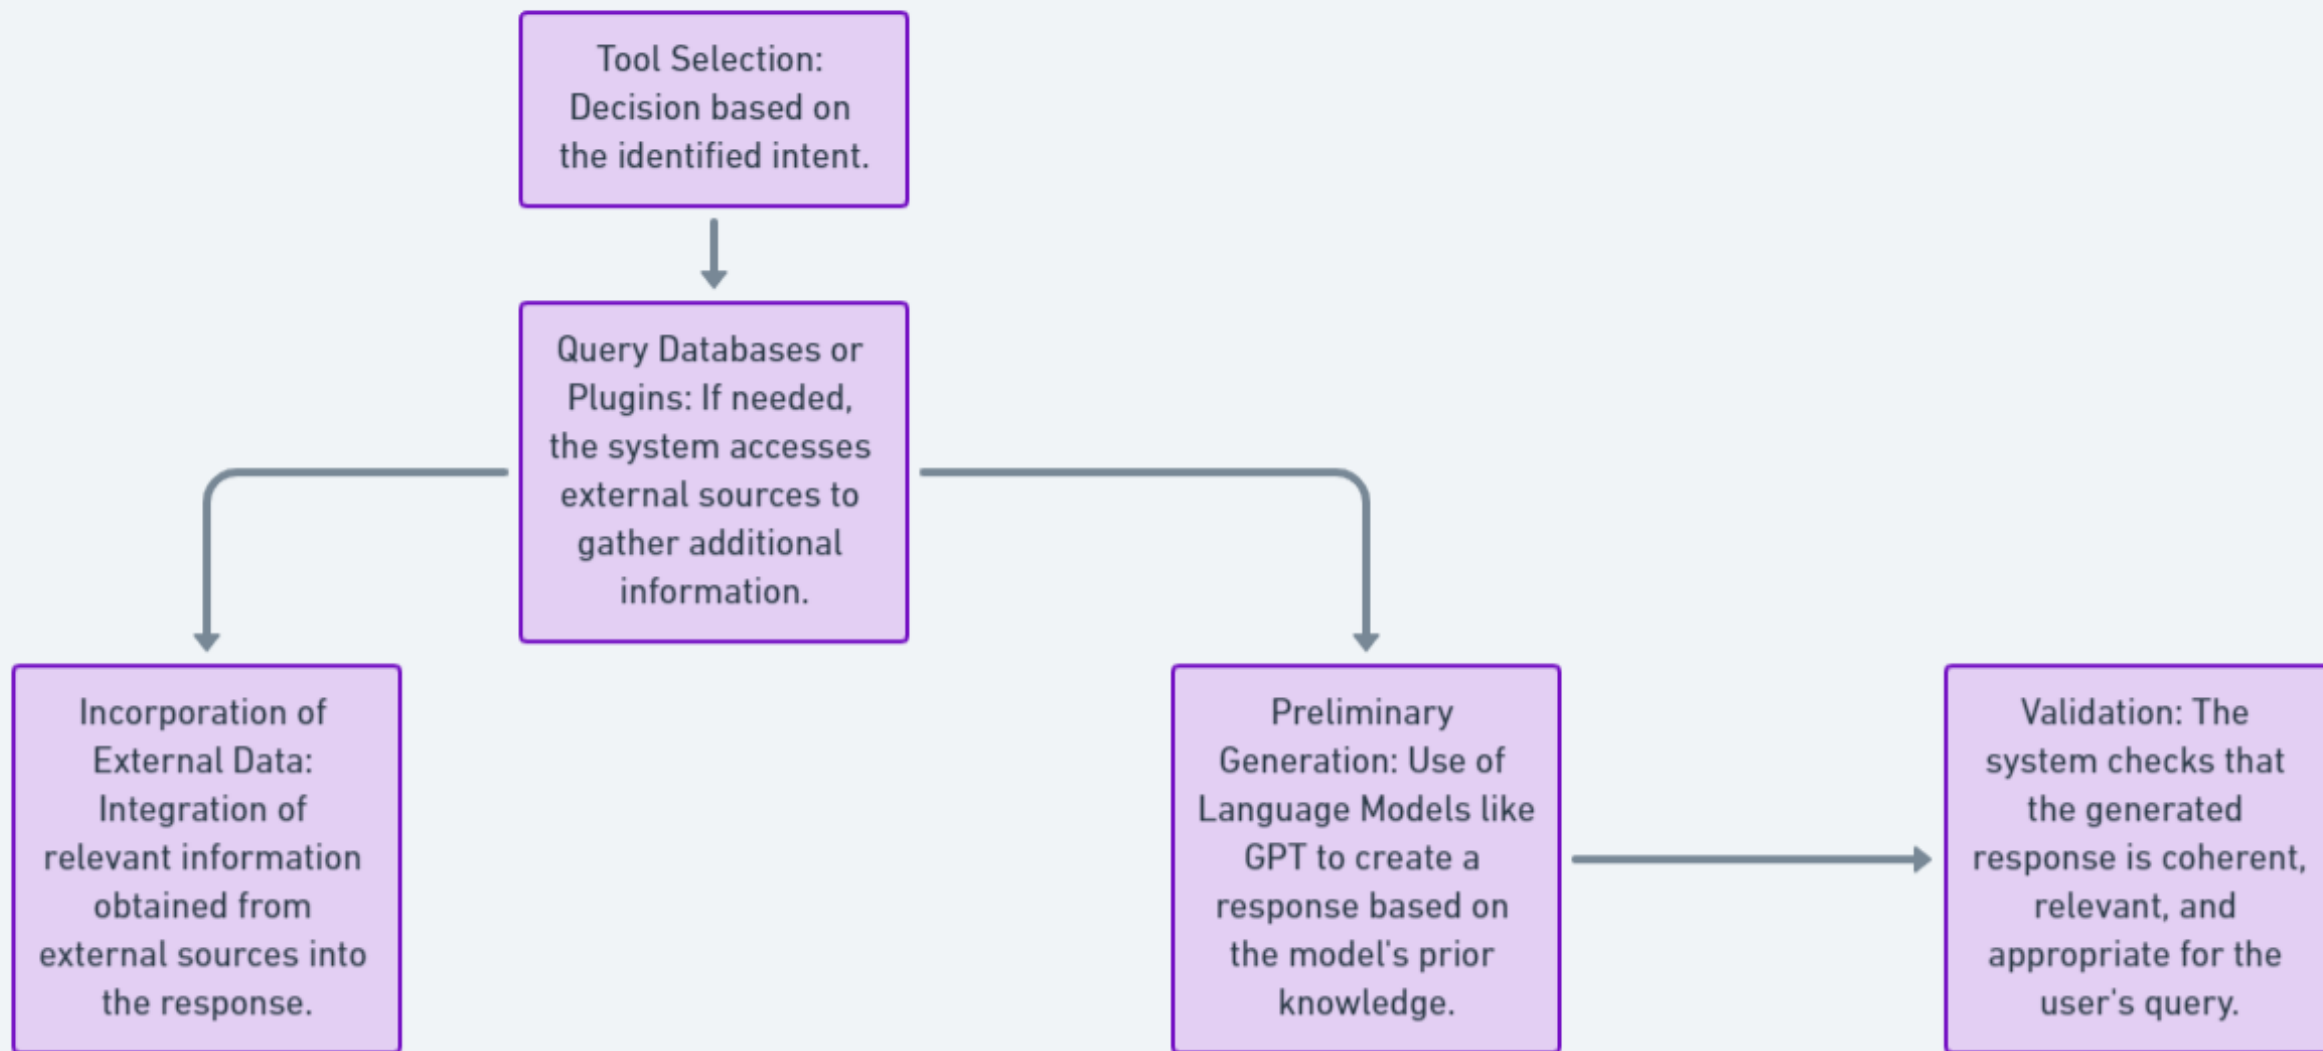 Tool Selection:
Decision based on
the identified intent.
Query Databases or
Plugins: If needed,
the system accesses
external sources to
gather additional
information.
Incorporation of
External Data:
Integration of
relevant information
obtained from
external sources into
the response.
Preliminary
Generation: Use of
Language Models like
GPT to create a
response based on
the model's prior
knowledge.
Validation: The
system checks that
the generated
response is coherent,
relevant, and
appropriate for the
user's query.